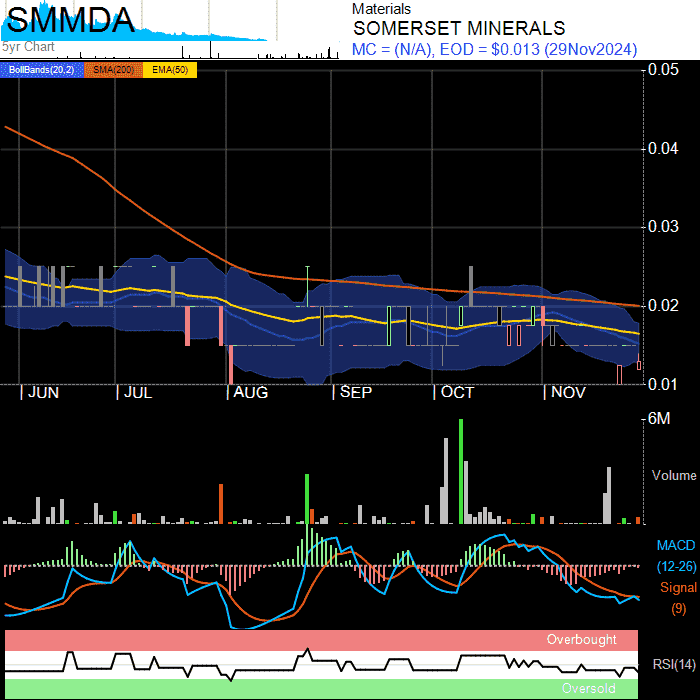 SMMDA
5yr Chart
Materials
SOMERSET MINERALS
MC = (N/A), EOD = $0.013 (29Nov2024)
BollBands(20,2) SMA(200) EMA(50)
0.05
0.04
0.03
0.02
0.01
JUN JUL AUG SEP OCT NOV
6M
Volume
MACD
(12-26)
Signal
(9)
Overbought
RSI(14)
Oversold